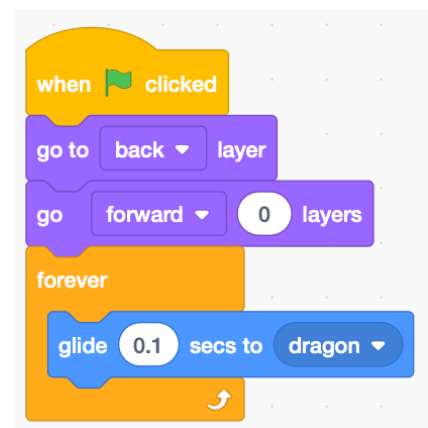 when clicked
go to back layer
go forward 0 layers
forever
glide 0.1 secs to dragon